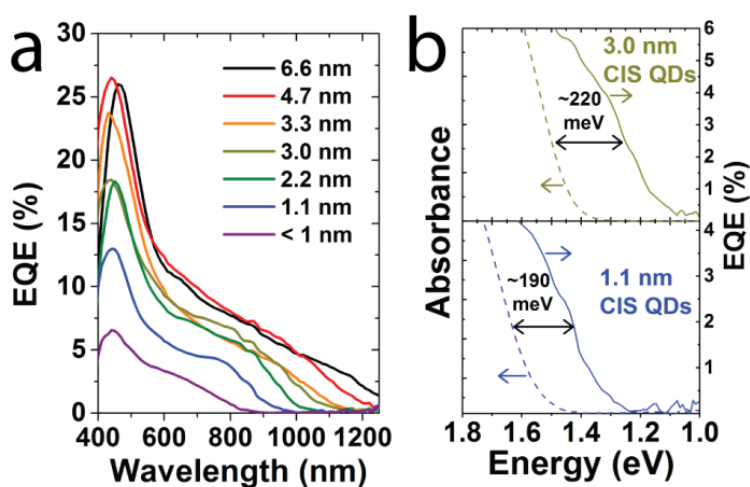 a
EQE (%)
30
25
20
15
10
5
0
6.6 nm
4.7 nm
3.3 nm
3.0 nm
2.2 nm
1.1 nm
< 1 nm
400 600 800 1000 1200
Wavelength (nm)
b
Absorbance
3.0 nm
CIS QDs
~220
meV
6
5
4
3
2
1
1.1 nm
CIS QDs
~190
meV
4
3
2
1
EQE (%)
1.8 1.6 1.4 1.2 1.0
Energy (eV)